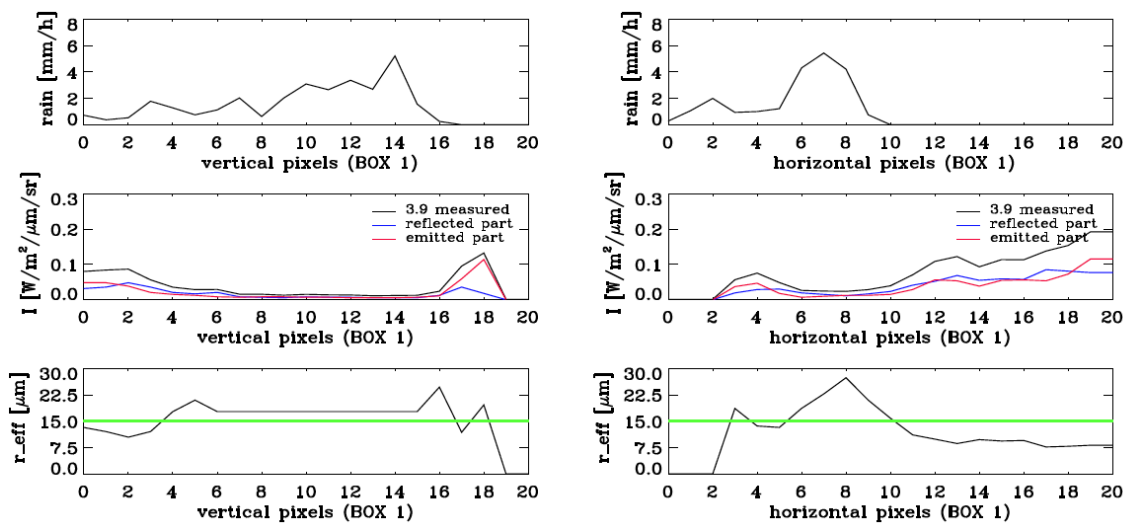 rain [mm/h]
8
6
4
2
0
0 2 4 6 8 10 12 14 16 18 20
vertical pixels (BOX 1)
rain [mm/h]
8
6
4
2
0
0 2 4 6 8 10 12 14 16 18 20
horizontal pixels (BOX 1)
I [W/m²/μm/sr]
0.3
0.2
0.1
0.0
3.9 measured
reflected part
emitted part
0 2 4 6 8 10 12 14 16 18 20
vertical pixels (BOX 1)
I [W/m²/μm/sr]
0.3
0.2
0.1
0.0
3.9 measured
reflected part
emitted part
0 2 4 6 8 10 12 14 16 18 20
horizontal pixels (BOX 1)
r_eff [μm]
30.0
22.5
15.0
7.5
0.0
0 2 4 6 8 10 12 14 16 18 20
vertical pixels (BOX 1)
r_eff [μm]
30.0
22.5
15.0
7.5
0.0
0 2 4 6 8 10 12 14 16 18 20
horizontal pixels (BOX 1)